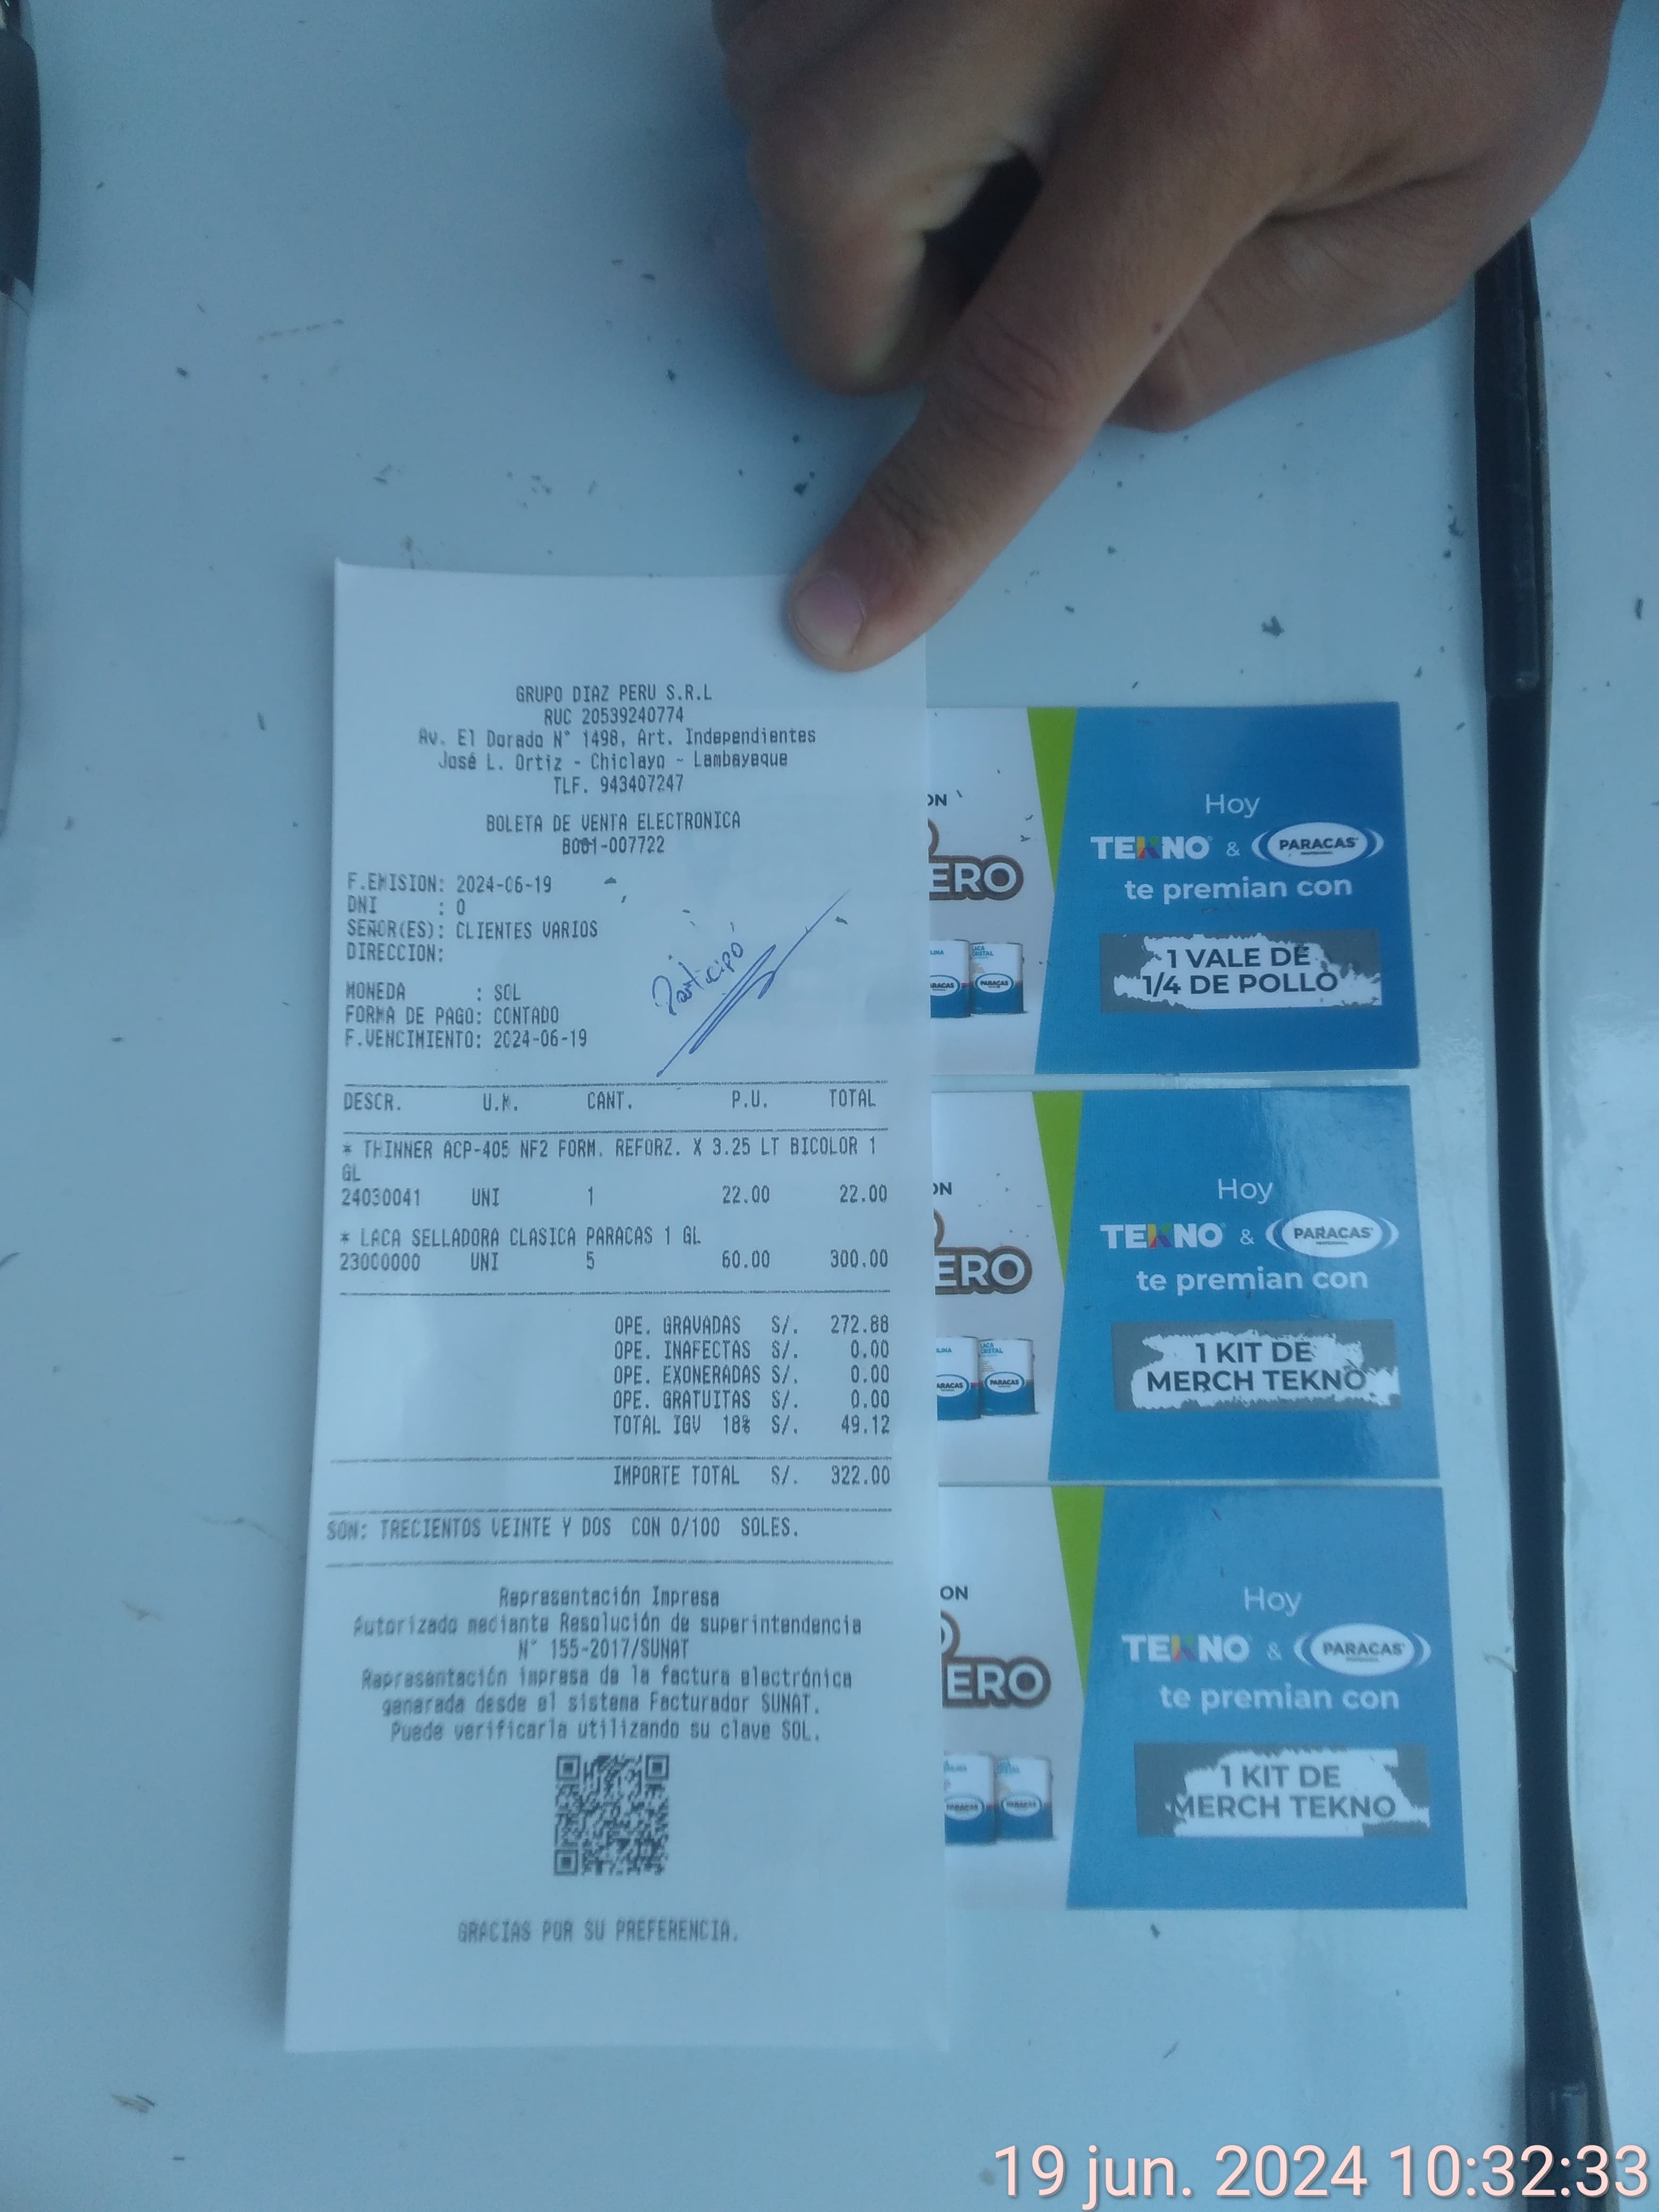 GRUPO DIAZ PERU S.R.L
RUC 20539240774
Av. El Dorado N° 1498, Art. Independientes
José L. Ortiz - Chiclayo - Lambayeque
TLF. 943407247
BOLETA DE VENTA ELECTRONICA
B001-007722
F.EMISION: 2024-06-19
DNI : 0
SEÑOR(ES): CLIENTES VARIOS
DIRECCION:
Participó
MONEDA : SOL
FORMA DE PAGO: CONTADO
F.VENCIMIENTO: 2024-06-19
DESCR. U.M. CANT. P.U. TOTAL
* THINNER ACP-405 NF2 FORM. REFORZ. X 3.25 LT BICOLOR 1
GL
24030041 UNI 1 22.00 22.00
* LACA SELLADORA CLASICA PARACAS 1 GL
23000000 UNI 5 60.00 300.00
OPE. GRAVADAS S/. 272.88
OPE. INAFECTAS S/. 0.00
OPE. EXONERADAS S/. 0.00
OPE. GRATUITAS S/. 0.00
TOTAL IGV 18% S/. 49.12
IMPORTE TOTAL S/. 322.00
SON: TRECIENTOS VEINTE Y DOS CON 0/100 SOLES.
Representación Impresa
Autorizado mediante Resolución de superintendencia
N° 155-2017/SUNAT
Representación impresa de la factura electrónica
generada desde el sistema Facturador SUNAT.
Puede verificarla utilizando su clave SOL.
GRACIAS POR SU PREFERENCIA.
ON
ERO
PARACAS
Hoy
TEKNO & PARACAS
te premian con
1 VALE DE
1/4 DE POLLO
ON
ERO
PARACAS
Hoy
TEKNO & PARACAS
te premian con
1 KIT DE
MERCH TEKNO
ON
ERO
PARACAS PARACAS
Hoy
TEKNO & PARACAS
te premian con
1 KIT DE
MERCH TEKNO
19 jun. 2024 10:32:33